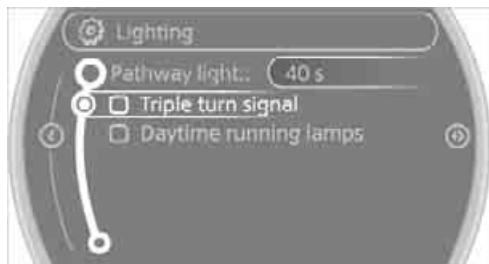 Lighting
Pathway light.: 40 s
Triple turn signal
Daytime running lamps